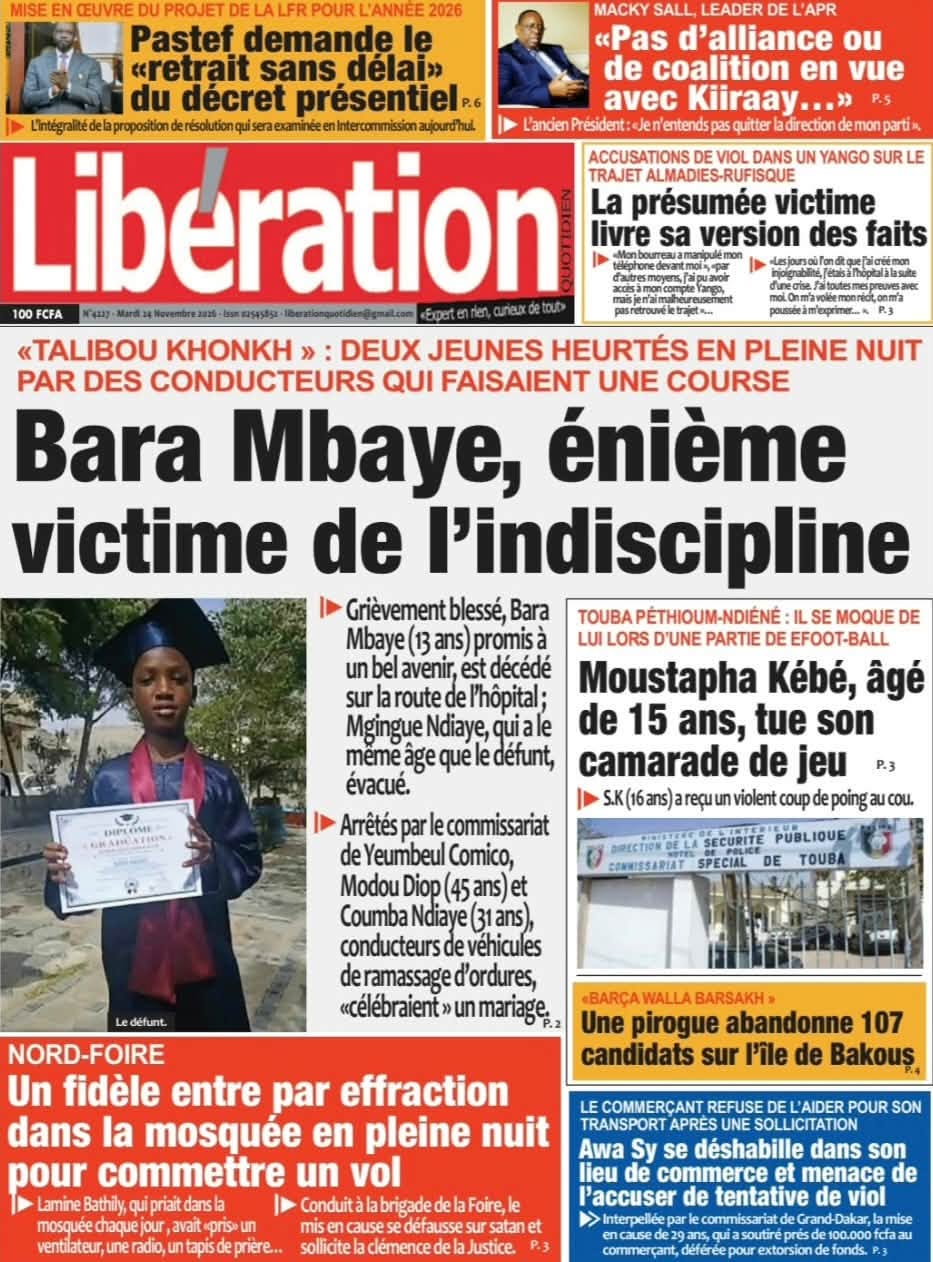 MISE EN ŒUVRE DU PROJET DE LA LFR POUR L'ANNÉE 2026
Pastef demande le
«retrait sans délai»
du décret présentiel P. 6
L'intégralité de la proposition de résolution qui sera examinée en Intercommission aujourd'hui.
MACKY SALL, LEADER DE L'APR
«Pas d'alliance ou
de coalition en vue
avec Kiiraay...» P. 5
L'ancien Président : «Je n'entends pas quitter la direction de mon parti ».
Libération
QUOTIDIEN
100 FCFA
N°4227 - Mardi 24 Novembre 2026 - Issn 02545851 - liberationquotidien@gmail.com
«Expert en rien, curieux de tout»
ACCUSATIONS DE VIOL DANS UN YANGO SUR LE
TRAJET ALMADIES-RUFISQUE
La présumée victime
livre sa version des faits
«Mon bourreau a manipulé mon
téléphone devant moi », «par
d'autres moyens, j'ai pu avoir
accès à mon compte Yango,
mais je n'ai malheureusement
pas retrouvé le trajet »...
«Les jours où l'on dit que j'ai créé mon
injoignabilité, j'étais à l'hôpital à la suite
d'une crise. J'ai toutes mes preuves avec
moi. On m'a volée mon récit, on m'a
poussée à m'exprimer... ». P. 3
«TALIBOU KHONKH » : DEUX JEUNES HEURTÉS EN PLEINE NUIT
PAR DES CONDUCTEURS QUI FAISAIENT UNE COURSE
Bara Mbaye, énième
victime de l'indiscipline
DIPLOME
GRADUATION
Le défunt.
Grièvement blessé, Bara
Mbaye (13 ans) promis à
un bel avenir, est décédé
sur la route de l'hôpital ;
Mgingue Ndiaye, qui a le
même âge que le défunt,
évacué.
Arrêtés par le commissariat
de Yeumbeul Comico,
Modou Diop (45 ans) et
Coumba Ndiaye (31 ans),
conducteurs de véhicules
de ramassage d'ordures,
«célébraient » un mariage.
P. 2
TOUBA PÉTHIOUM-NDIÉNÉ : IL SE MOQUE DE
LUI LORS D'UNE PARTIE DE EFOOT-BALL
Moustapha Kébé, âgé
de 15 ans, tue son
camarade de jeu P. 3
S.K (16 ans) a reçu un violent coup de poing au cou.
MINISTERE DE L'INTERIEUR
DIRECTION DE LA SECURITE PUBLIQUE
HOTEL DE POLICE
COMMISSARIAT SPECIAL DE TOUBA
«BARÇA WALLA BARSAKH »
Une pirogue abandonne 107
candidats sur l'île de Bakous
P. 4
NORD-FOIRE
Un fidèle entre par effraction
dans la mosquée en pleine nuit
pour commettre un vol
Lamine Bathily, qui priait dans la
mosquée chaque jour , avait «pris» un
ventilateur, une radio, un tapis de prière...
Conduit à la brigade de la Foire, le
mis en cause se défausse sur satan et
sollicite la clémence de la Justice. P. 3
LE COMMERÇANT REFUSE DE L'AIDER POUR SON
TRANSPORT APRÈS UNE SOLLICITATION
Awa Sy se déshabille dans son
lieu de commerce et menace de
l'accuser de tentative de viol
Interpellée par le commissariat de Grand-Dakar, la mise
en cause de 29 ans, qui a soutiré prés de 100.000 fcfa au
commerçant, déférée pour extorsion de fonds. P. 3